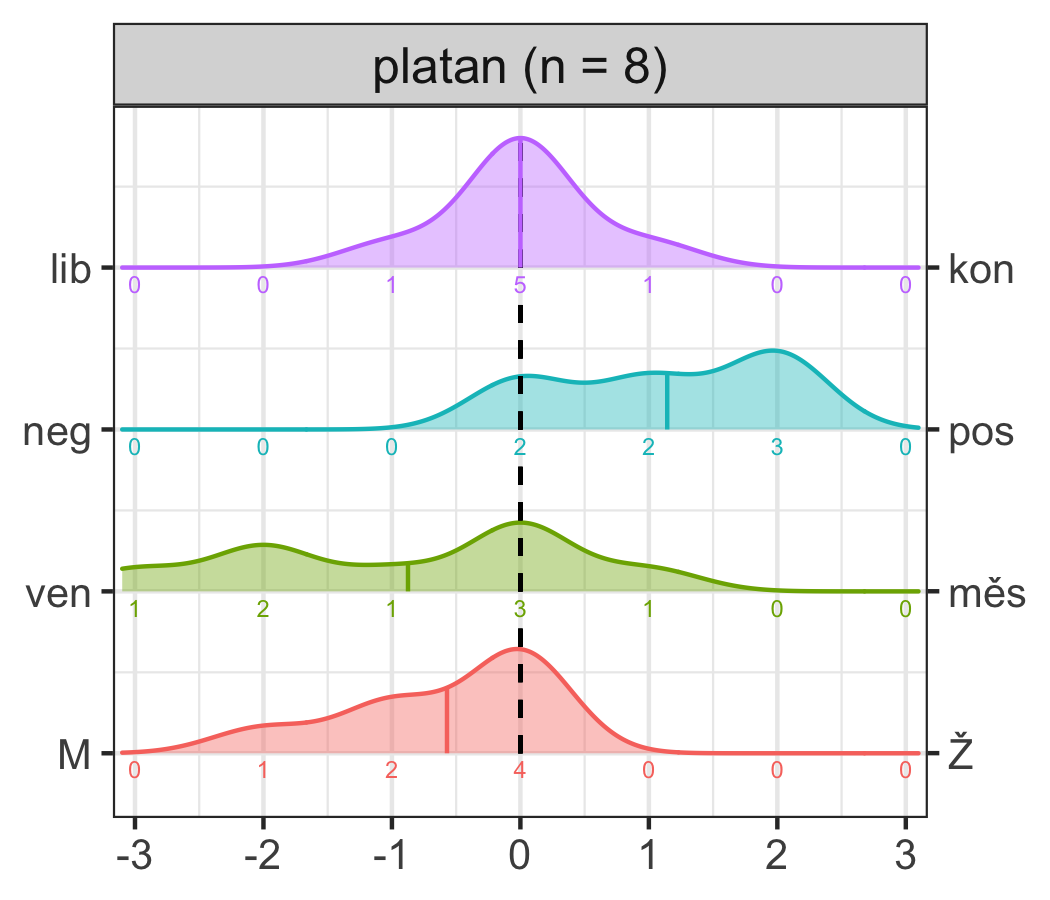 platan (n = 8)
lib kon
0 0 1 5 1 0 0
neg pos
0 0 0 2 2 3 0
ven měs
1 2 1 3 1 0 0
M Ž
0 1 2 4 0 0 0
-3 -2 -1 0 1 2 3